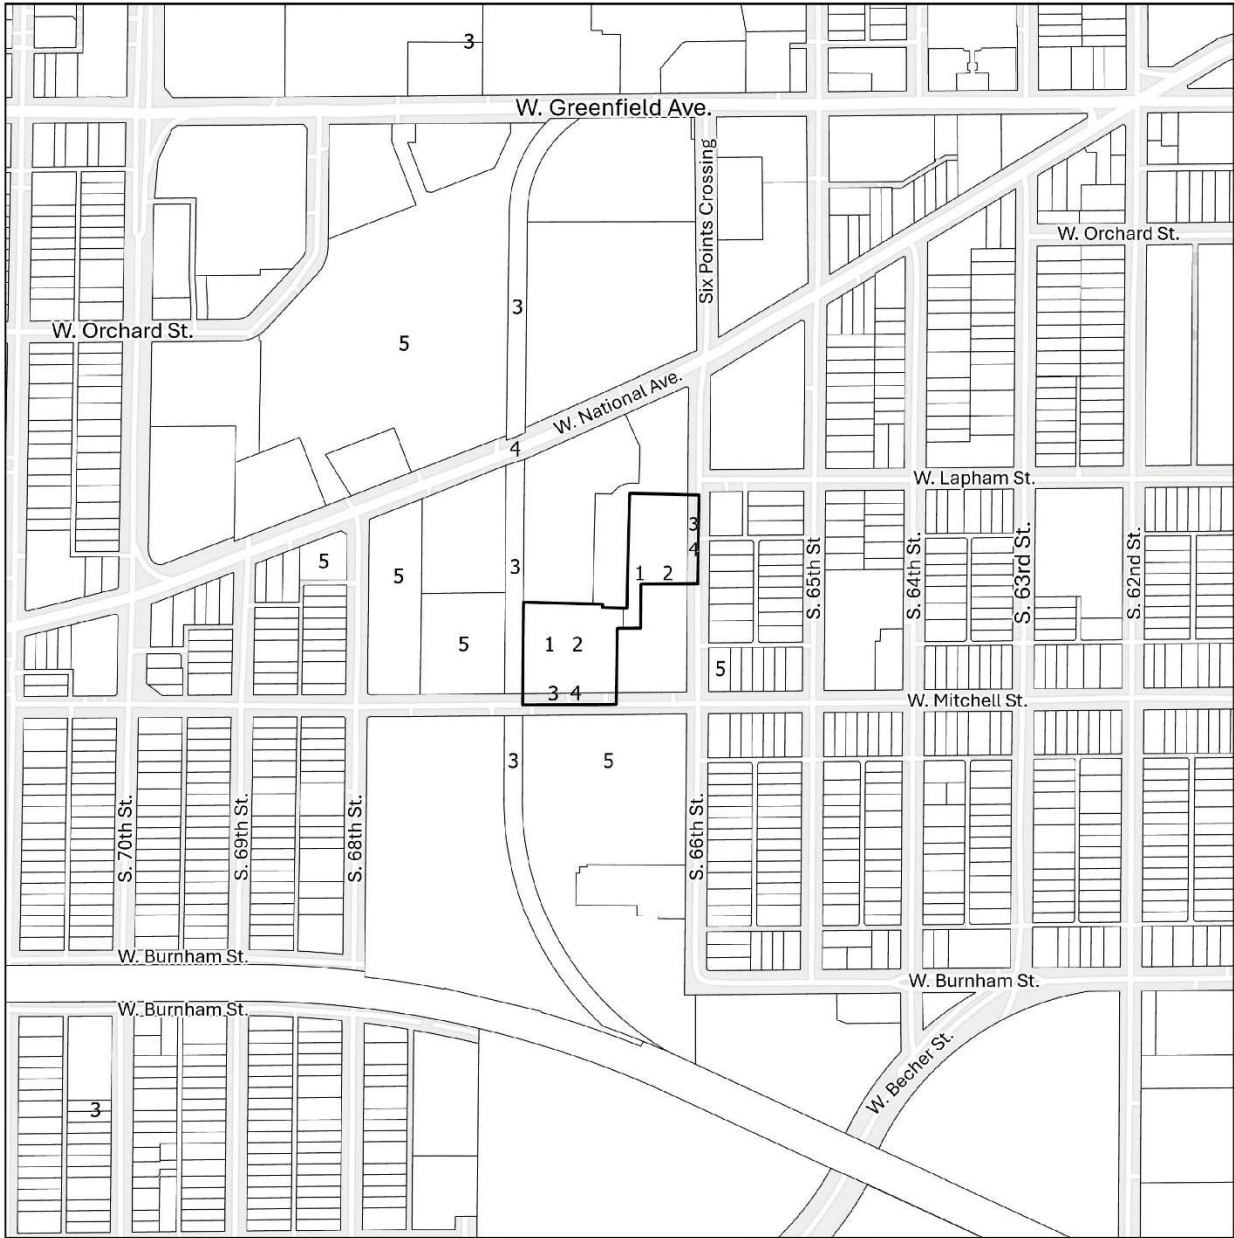 3
W. Greenfield Ave.
Six Points Crossing
W. Orchard St.
3
W. Orchard St.
5
W. National Ave.
4
W. Lapham St.
3
4
5
5
3
1 2
S. 65th St
S. 64th St.
S. 63rd St.
S. 62nd St.
5
1 2
5
3 4
W. Mitchell St.
3
5
S. 70th St.
S. 69th St.
S. 68th St.
S. 66th St.
W. Burnham St.
W. Burnham St.
W. Burnham St.
W. Becher St.
3